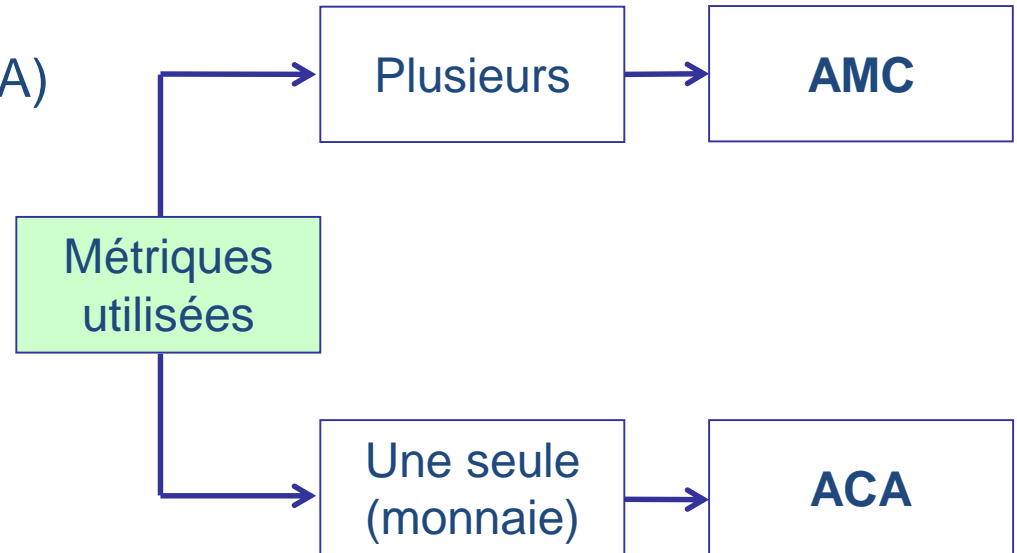 A)
Plusieurs
AMC
Métriques
utilisées
Une seule
(monnaie)
ACA